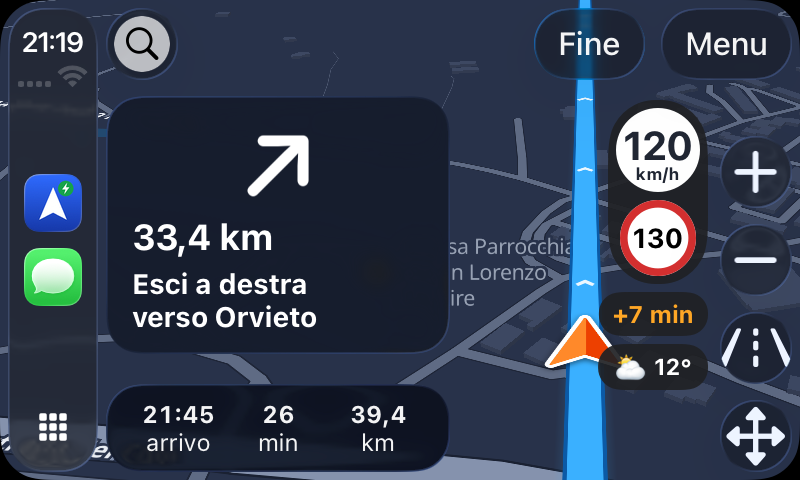 21:19
Fine
Menu
120
km/h
33,4 km
130
Esci a destra
verso Orvieto
sa Parrocchia
n Lorenzo
ire
+7 min
12°
21:45
26
39,4
arrivo
min
km